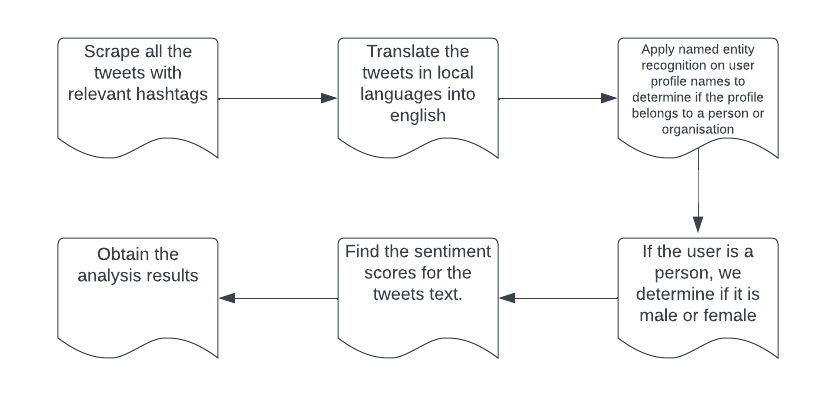 Scrape all the
tweets with
relevant hashtags
Translate the
tweets in local
languages into
english
Apply named entity
recognition on user
profile names to
determine if the profile
belongs to a person or
organisation
If the user is a
person, we
determine if it is
male or female
Find the sentiment
scores for the
tweets text.
Obtain the
analysis results